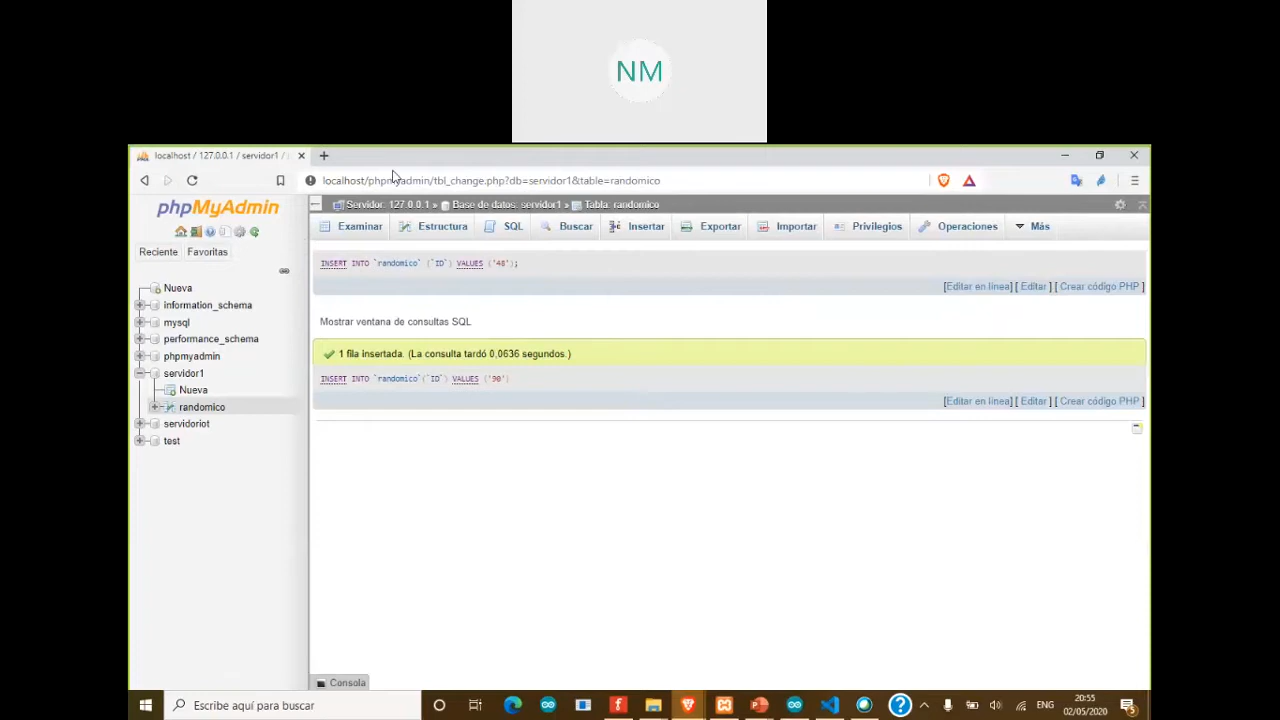 NM
localhost / 127.0.0.1 / servidor1 /
localhost/phpmyadmin/tbl_change.php?db=servidor1&table=randomico
phpMyAdmin
Reciente Favoritas
Nueva
information_schema
mysql
performance_schema
phpmyadmin
servidor1
Nueva
randomico
servidoriot
test
Servidor: 127.0.0.1 » Base de datos: servidor1 » Tabla: randomico
Examinar Estructura SQL Buscar Insertar Exportar Importar Privilegios Operaciones Más
INSERT INTO `randomico` (`ID`) VALUES ('48');
[Editar en línea] [ Editar ] [ Crear código PHP ]
Mostrar ventana de consultas SQL
1 fila insertada. (La consulta tardó 0,0636 segundos.)
INSERT INTO `randomico`(`ID`) VALUES ('90')
[Editar en línea] [ Editar ] [ Crear código PHP ]
Consola
Escribe aquí para buscar
ENG
20:55
02/05/2020
5